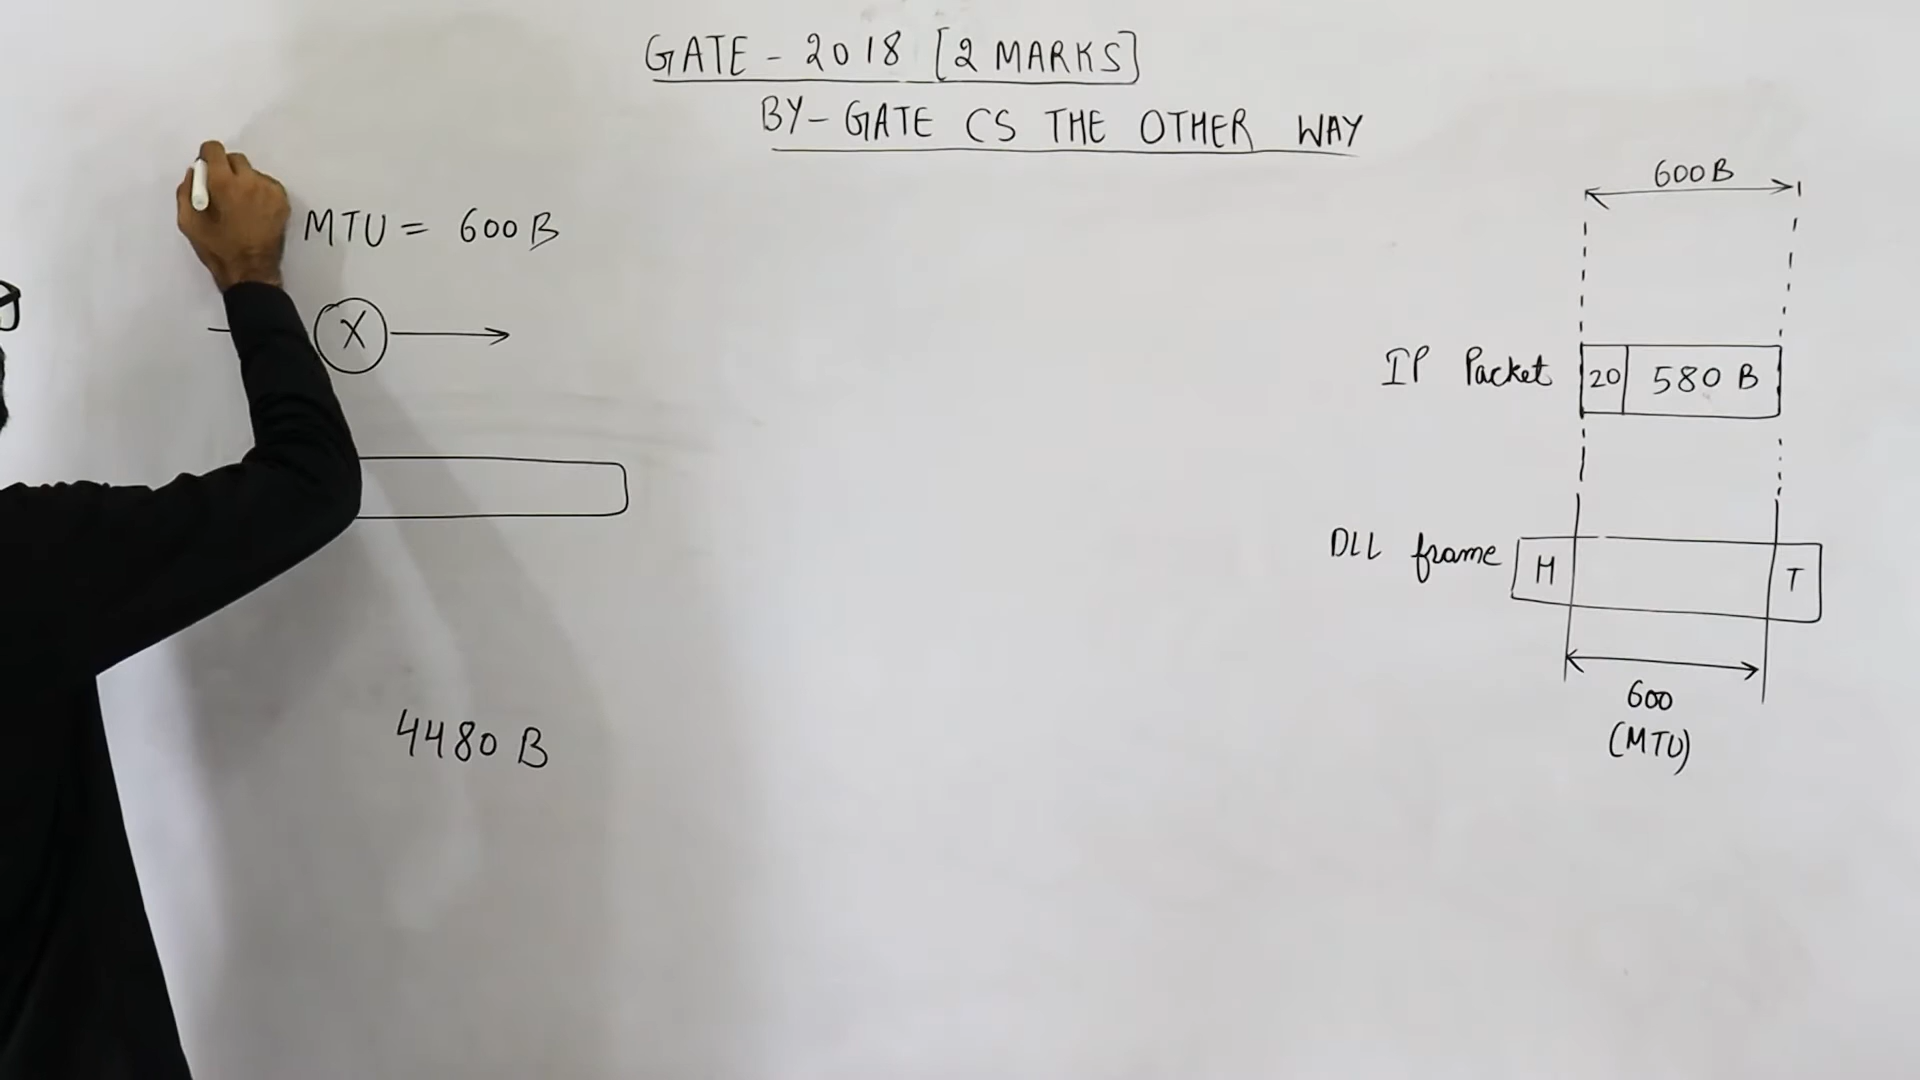 GATE - 2018 [2 MARKS]
BY - GATE CS THE OTHER WAY
MTU = 600 B
X
4480 B
600 B
IP Packet 20 580 B
DLL frame H T
600
(MTU)